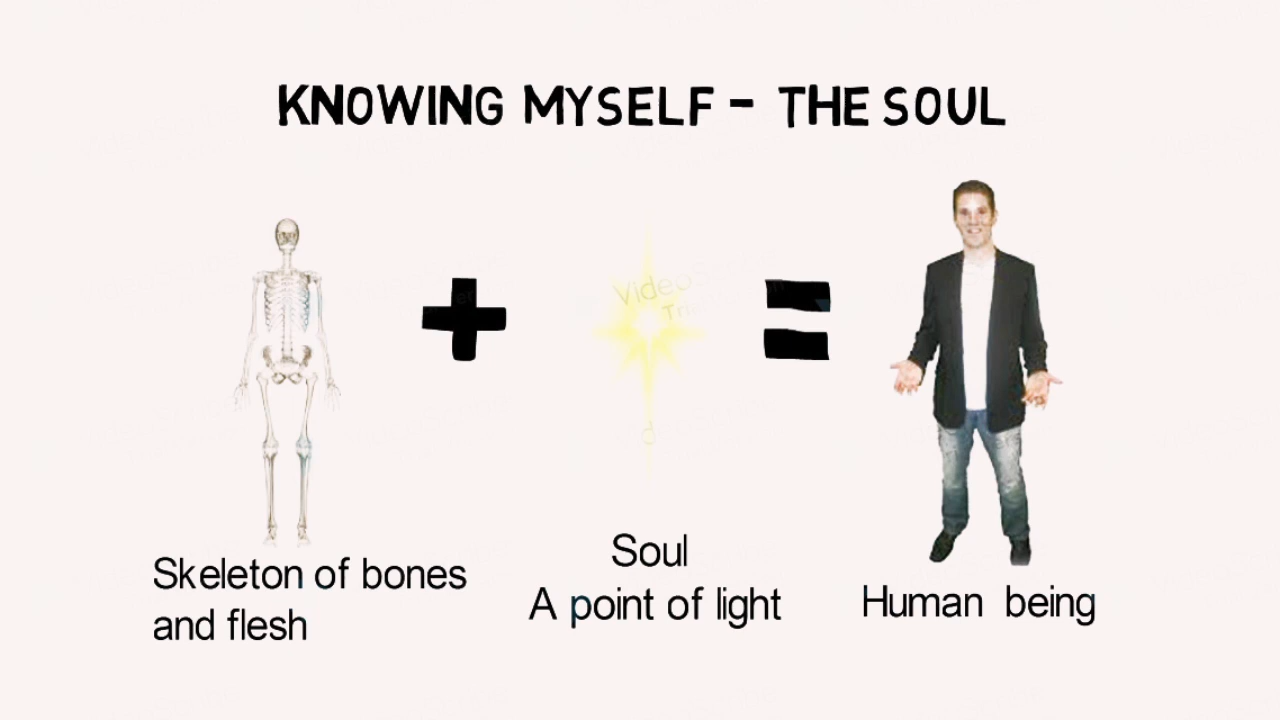 KNOWING MYSELF - THE SOUL
Skeleton of bones
and flesh
Soul
A point of light
Human being